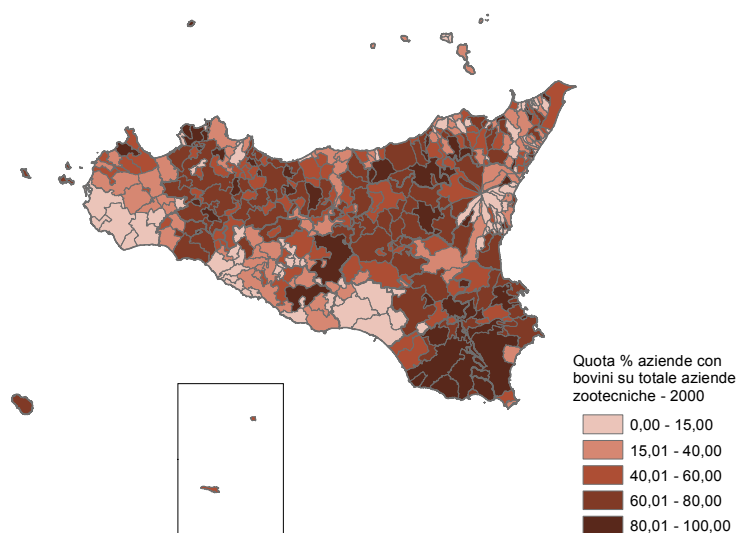 Quota % aziende con
bovini su totale aziende
zootecniche - 2000
0,00 - 15,00
15,01 - 40,00
40,01 - 60,00
60,01 - 80,00
80,01 - 100,00